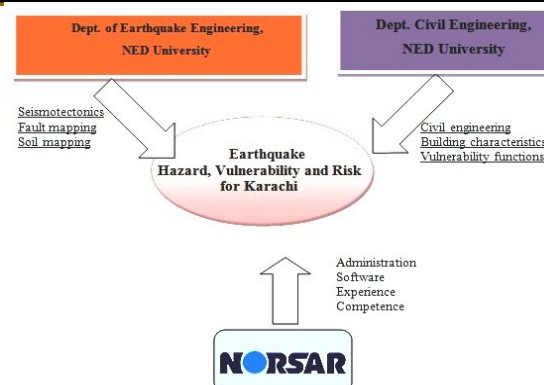 Dept. of Earthquake Engineering,
NED University
Dept. Civil Engineering,
NED University
Seismotectonics
Fault mapping
Soil mapping
Civil engineering
Building characteristics
Vulnerability functions
Earthquake
Hazard, Vulnerability and Risk
for Karachi
Administration
Software
Experience
Competence
NORSAR